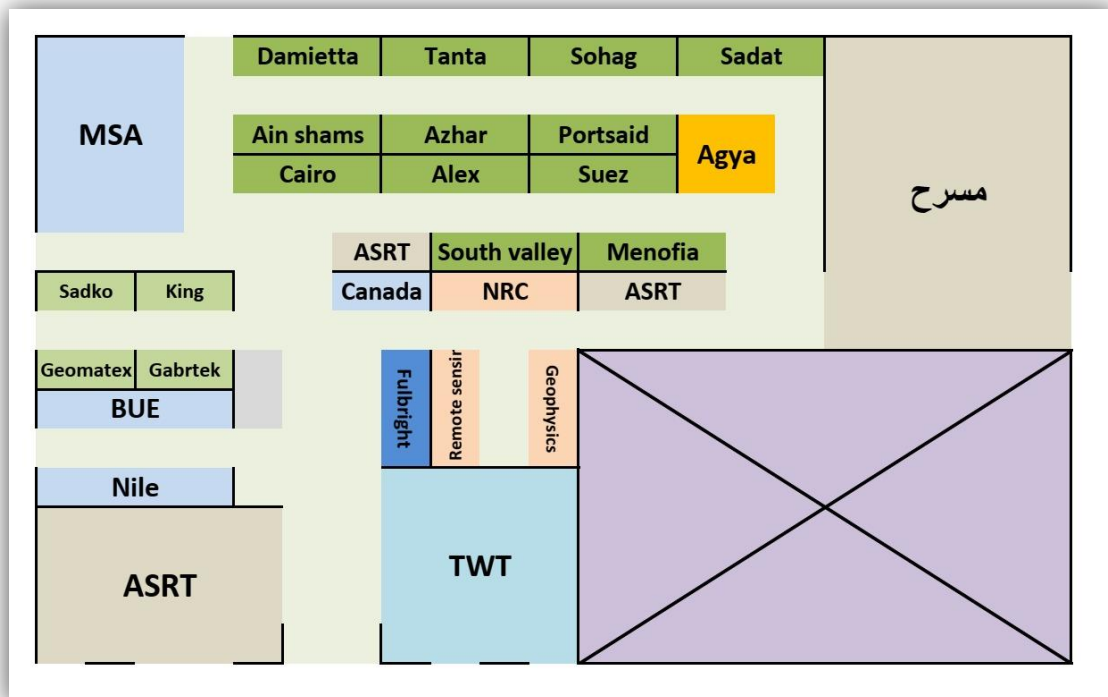 Damietta Tanta Sohag Sadat
MSA
Ain shams Azhar Portsaid
Agya
Cairo Alex Suez
مسرح
ASRT South valley Menofia
Canada NRC ASRT
Sadko King
Geomatex Gabrtek
BUE
Fulbright
Remote sensir
Geophysics
Nile
ASRT
TWT